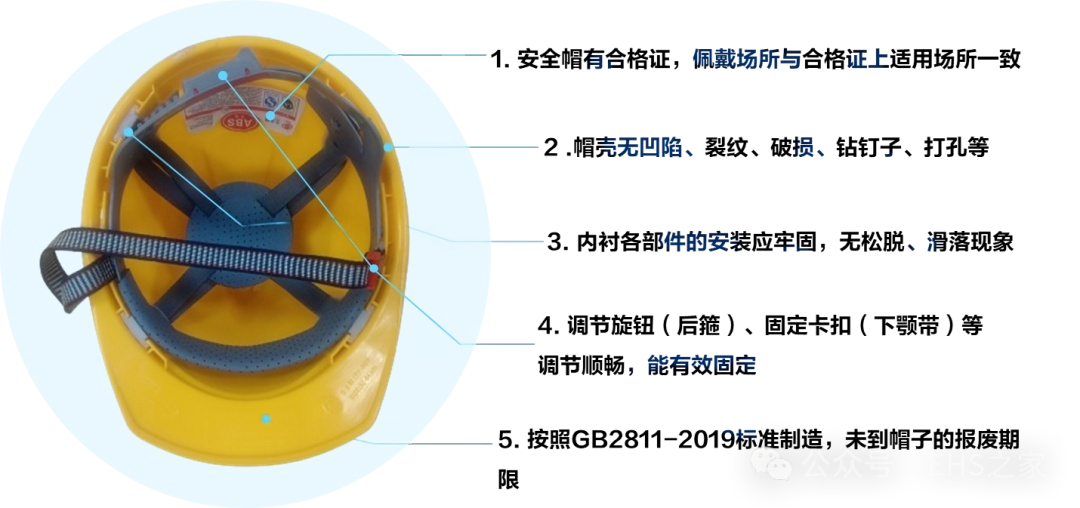 1. 安全帽有合格证，佩戴场所与合格证上适用场所一致
ABS
2 .帽壳无凹陷、裂纹、破损、钻钉子、打孔等
3. 内衬各部件的安装应牢固，无松脱、滑落现象
4. 调节旋钮（后箍）、固定卡扣（下颚带）等
调节顺畅，能有效固定
5. 按照GB2811-2019标准制造，未到帽子的报废期
限
公众号